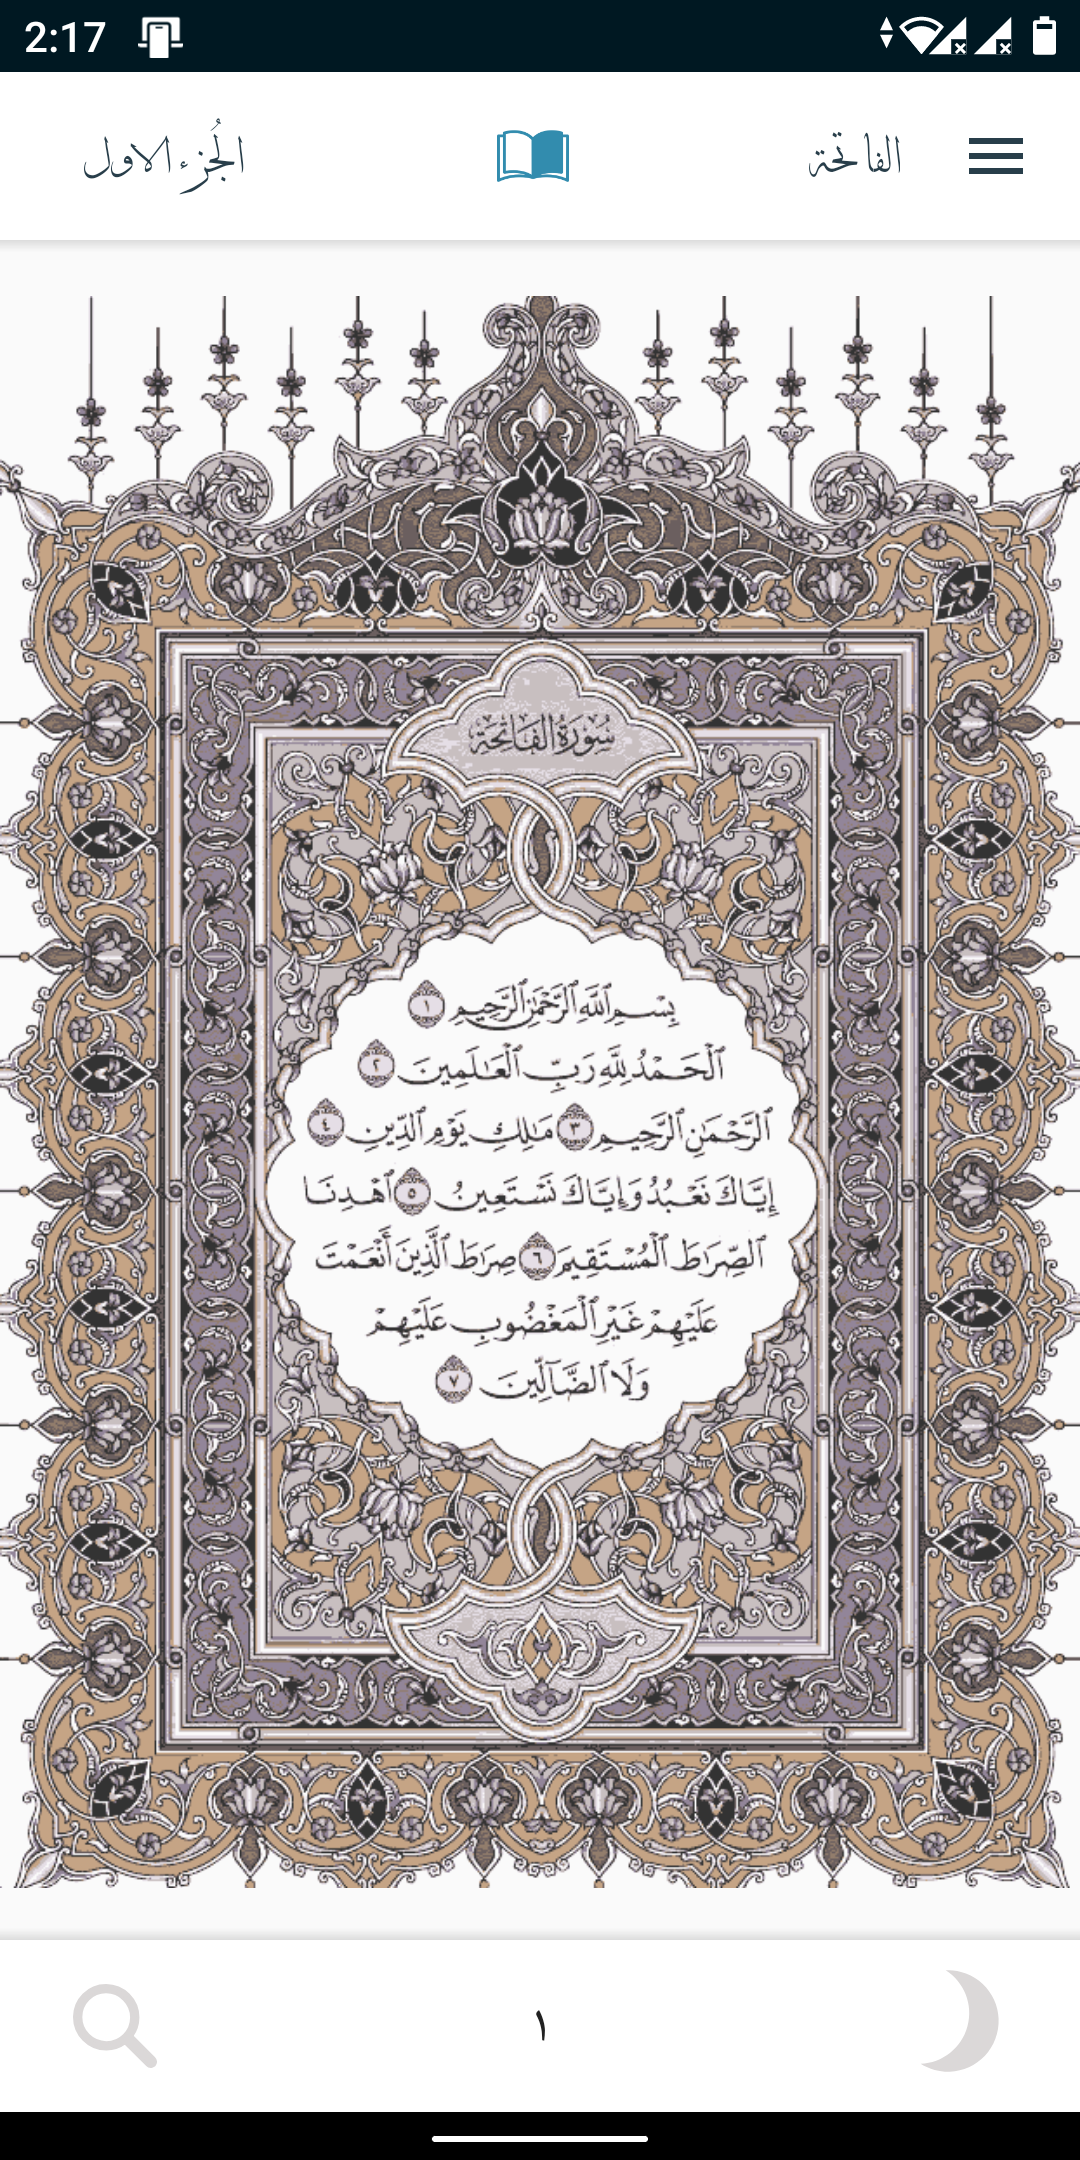 2:17
الفاتحة
الجُزء الاول
سُورَةُ الفَاتِحَة
بِسْمِ ٱللَّهِ ٱلرَّحْمَٰنِ ٱلرَّحِيمِ ١
ٱلْحَمْدُ لِلَّهِ رَبِّ ٱلْعَٰلَمِينَ ٢
ٱلرَّحْمَٰنِ ٱلرَّحِيمِ ٣ مَٰلِكِ يَوْمِ ٱلدِّينِ ٤
إِيَّاكَ نَعْبُدُ وَإِيَّاكَ نَسْتَعِينُ ٥ ٱهْدِنَا
ٱلصِّرَٰطَ ٱلْمُسْتَقِيمَ ٦ صِرَٰطَ ٱلَّذِينَ أَنْعَمْتَ
عَلَيْهِمْ غَيْرِ ٱلْمَغْضُوبِ عَلَيْهِمْ
وَلَا ٱلضَّآلِّينَ ٧
١